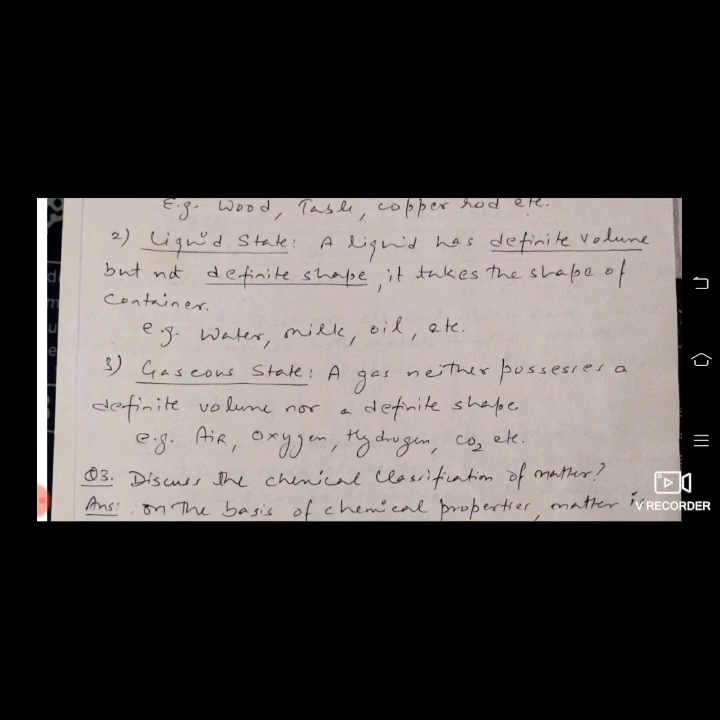 E.g. Wood, Table, copper rod etc.
2) Liquid State: A liquid has definite volume
but not definite shape, it takes the shape of
Container.
e.g. Water, milk, oil, etc.
3) Gaseous State: A gas neither possesses a
definite volume nor a definite shape
e.g. AIR, Oxygen, Hydrogen, CO2 etc.
Q3. Discuss the chemical classification of matter?
Ans: on the basis of chemical properties, matter is
V RECORDER